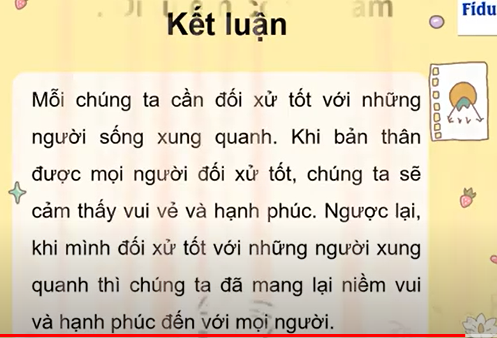 Kết luận
Fidu
Mỗi chúng ta cần đối xử tốt với những
người sống xung quanh. Khi bản thân
được mọi người đối xử tốt, chúng ta sẽ
cảm thấy vui vẻ và hạnh phúc. Ngược lại,
khi mình đối xử tốt với những người xung
quanh thì chúng ta đã mang lại niềm vui
và hạnh phúc đến với mọi người.